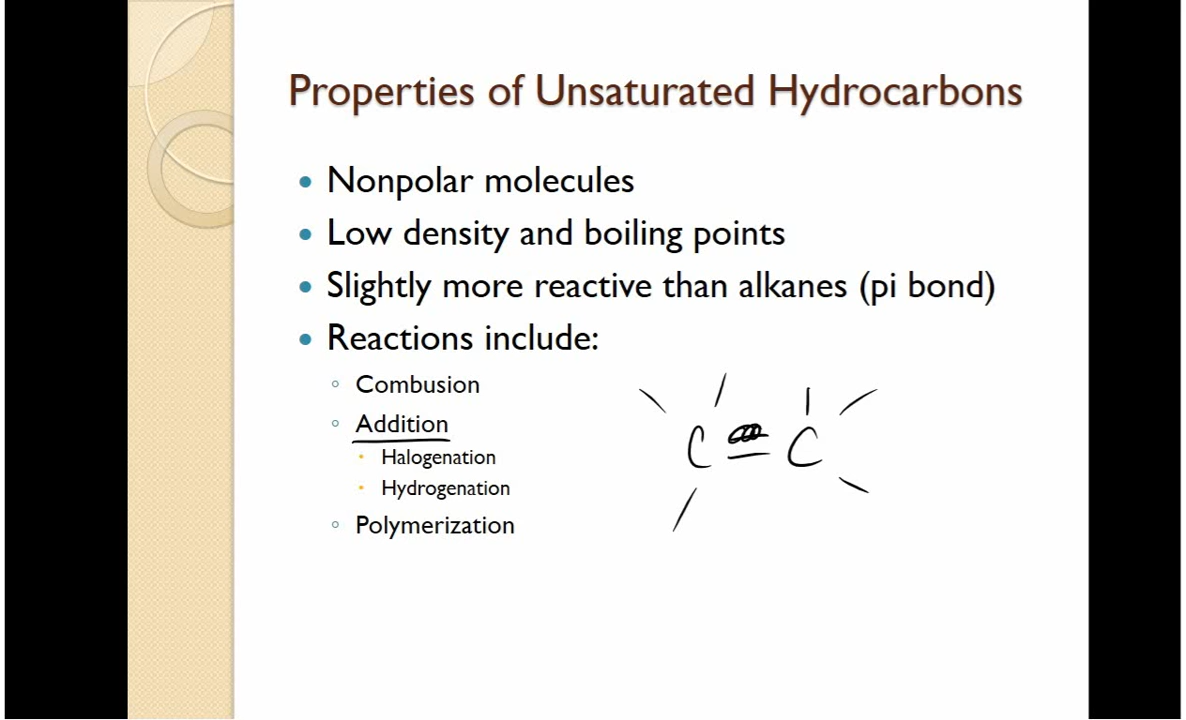 Properties of Unsaturated Hydrocarbons
• Nonpolar molecules
• Low density and boiling points
• Slightly more reactive than alkanes (pi bond)
• Reactions include:
◦ Combusion
◦ Addition
• Halogenation
• Hydrogenation
◦ Polymerization
C = C